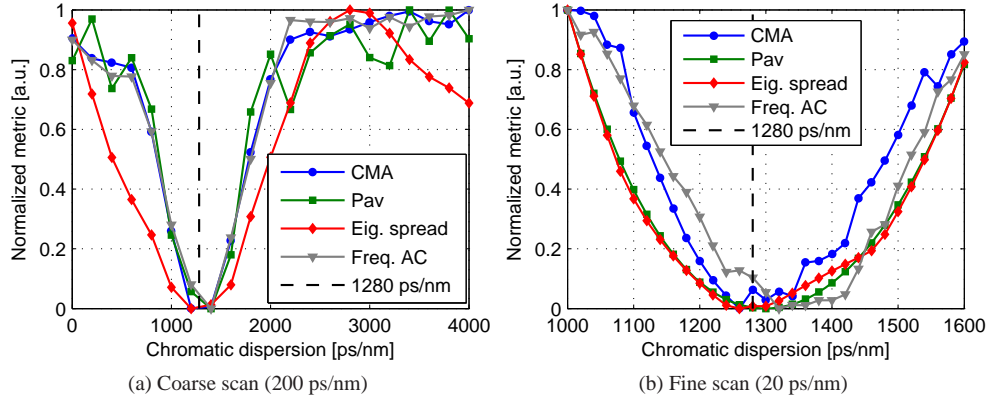 1
0.8
0.6
0.4
0.2
0
Normalized metric [a.u.]
0 1000 2000 3000 4000
Chromatic dispersion [ps/nm]
CMA
Pav
Eig. spread
Freq. AC
1280 ps/nm
(a) Coarse scan (200 ps/nm)
1
0.8
0.6
0.4
0.2
0
Normalized metric [a.u.]
1000 1100 1200 1300 1400 1500 1600
Chromatic dispersion [ps/nm]
CMA
Pav
Eig. spread
Freq. AC
1280 ps/nm
(b) Fine scan (20 ps/nm)